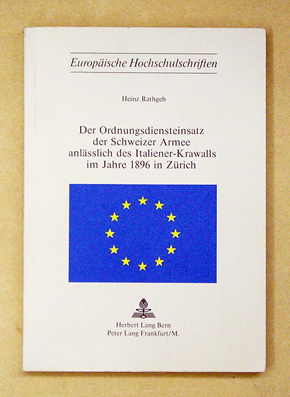 Europäische Hochschulschriften
Heinz Rathgeb
Der Ordnungsdiensteinsatz
der Schweizer Armee
anlässlich des Italiener-Krawalls
im Jahre 1896 in Zürich
Herbert Lang Bern
Peter Lang Frankfurt/M.